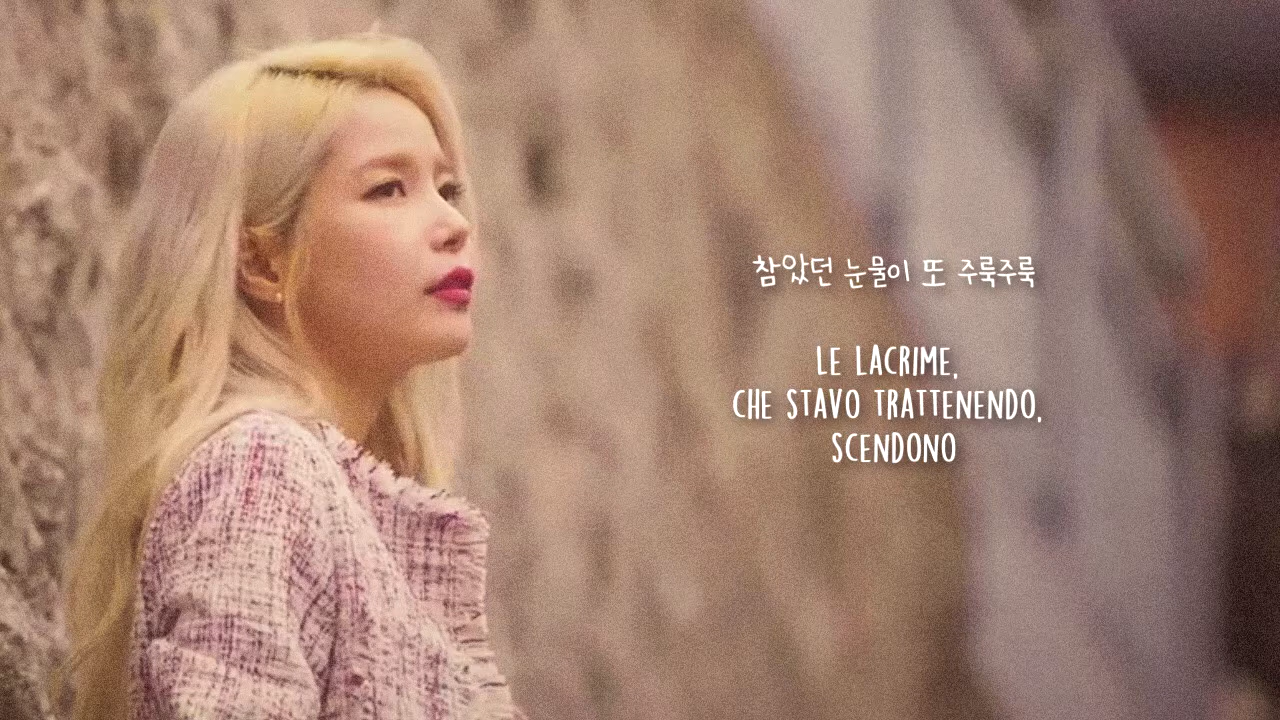 참았던 눈물이 또 주룩주룩
LE LACRIME,
CHE STAVO TRATTENENDO,
SCENDONO